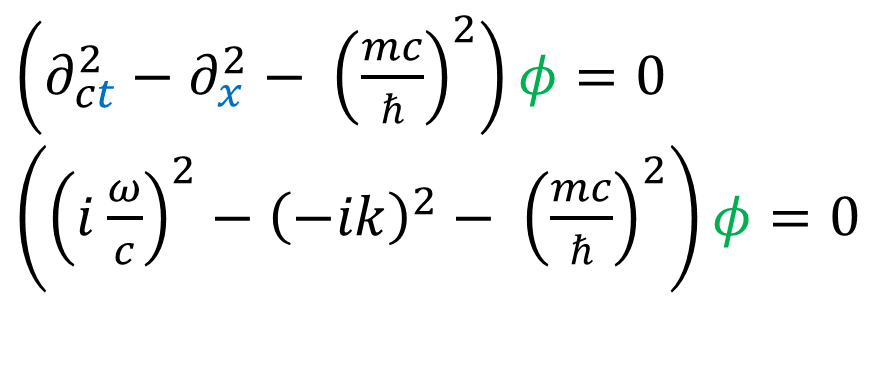 (∂²_{ct} − ∂²_x − (mc/ħ)²) ϕ = 0
((i ω/c)² − (−ik)² − (mc/ħ)²) ϕ = 0